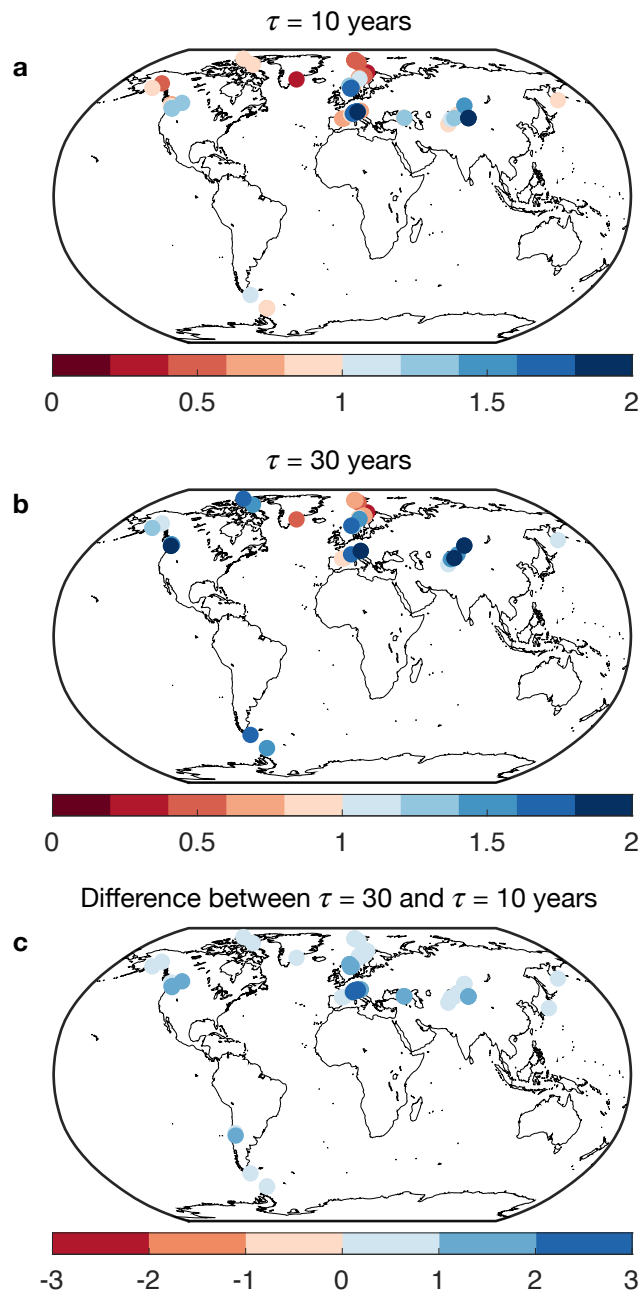 τ = 10 years
a
0 0.5 1 1.5 2
τ = 30 years
b
0 0.5 1 1.5 2
Difference between τ = 30 and τ = 10 years
c
-3 -2 -1 0 1 2 3